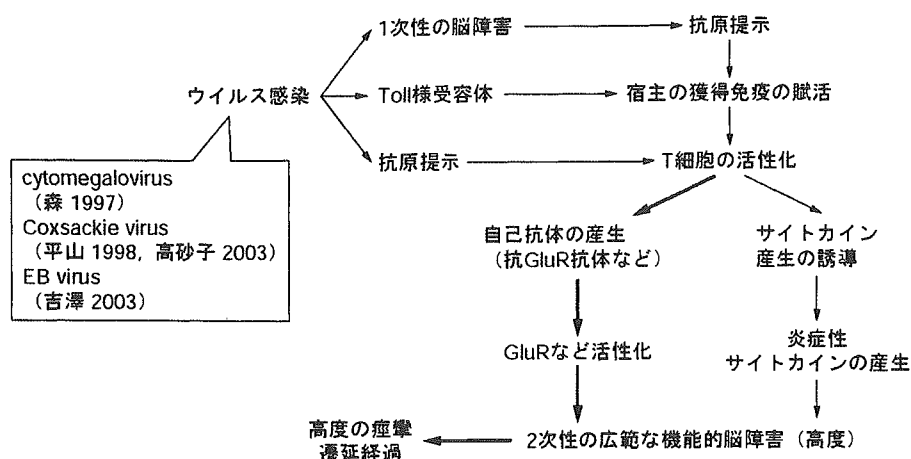 1次性の脳障害
抗原提示
ウイルス感染
Toll様受容体
宿主の獲得免疫の賦活
抗原提示
T細胞の活性化
cytomegalovirus
（森 1997）
Coxsackie virus
（平山 1998，高砂子 2003）
EB virus
（吉澤 2003）
自己抗体の産生
（抗GluR抗体など）
サイトカイン
産生の誘導
GluRなど活性化
炎症性
サイトカインの産生
高度の痙攣
遷延経過
2次性の広範な機能的脳障害（高度）